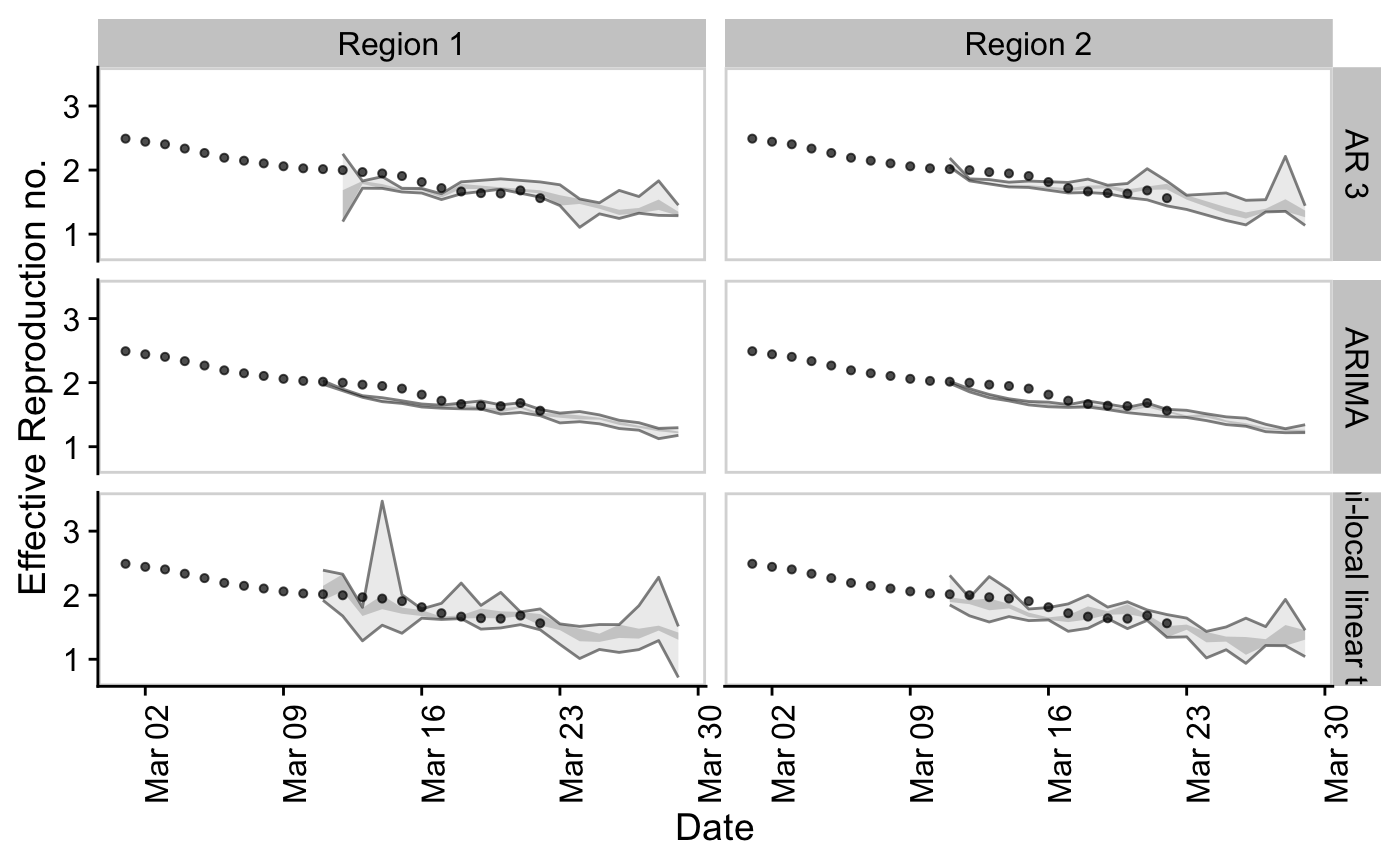 Region 1
Region 2
Effective Reproduction no.
3
2
1
AR 3
3
2
1
ARIMA
3
2
1
i-local linear t
Mar 02
Mar 09
Mar 16
Mar 23
Mar 30
Mar 02
Mar 09
Mar 16
Mar 23
Mar 30
Date